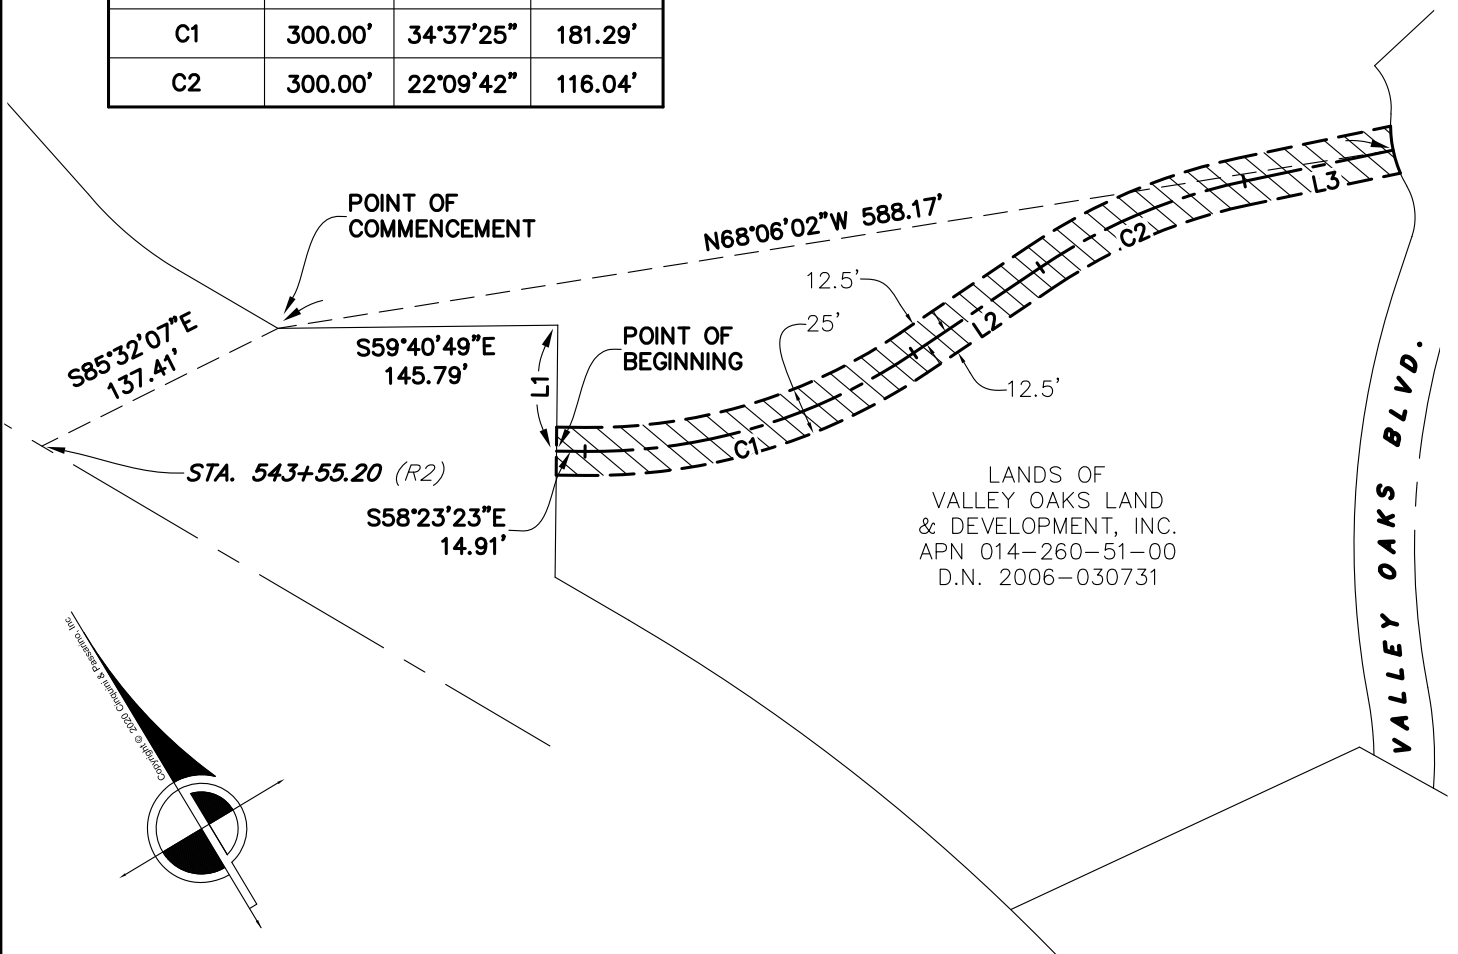 C1 300.00' 34°37'25" 181.29'
C2 300.00' 22°09'42" 116.04'
POINT OF
COMMENCEMENT
N68°06'02"W 588.17'
L3
C2
12.5'
25'
L2
S85°32'07"E
137.41'
S59°40'49"E
145.79'
POINT OF
BEGINNING
L1
12.5'
C1
STA. 543+55.20 (R2)
S58°23'23"E
14.91'
LANDS OF
VALLEY OAKS LAND
& DEVELOPMENT, INC.
APN 014-260-51-00
D.N. 2006-030731
VALLEY OAKS BLVD.
Copyright © 2020 Cinquini & Passarino, Inc